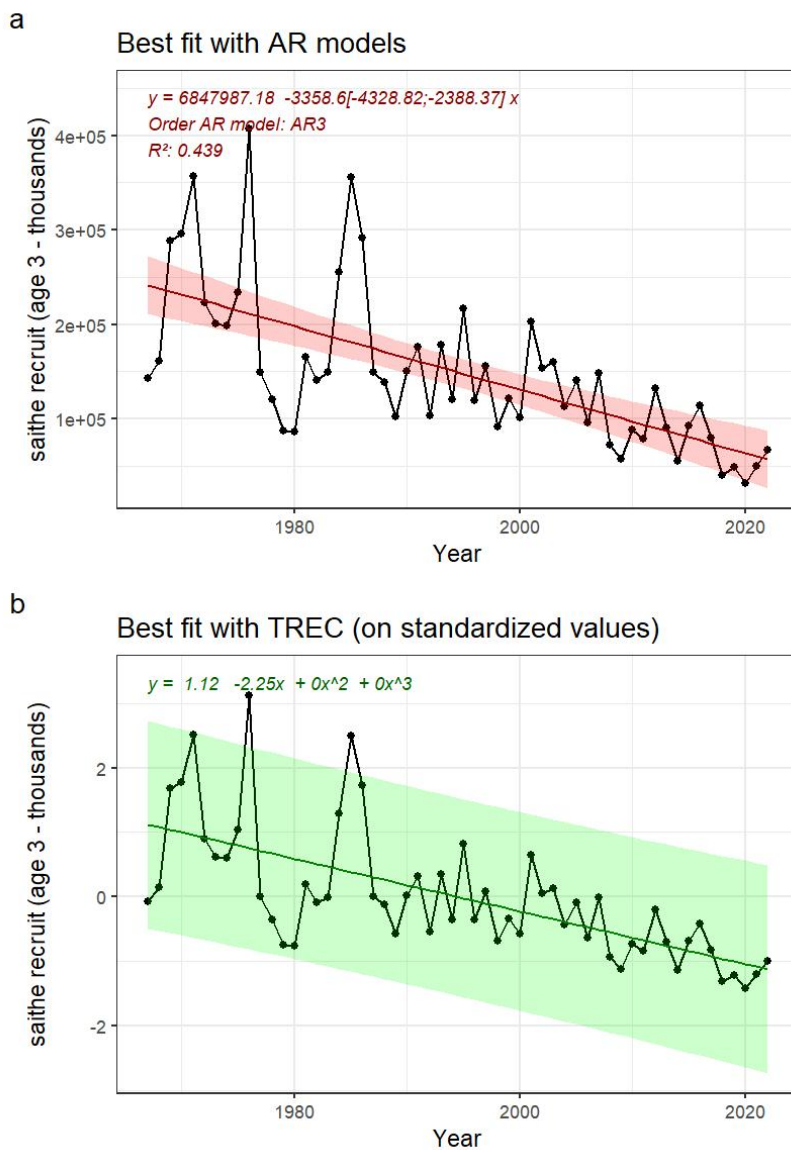 a
Best fit with AR models
y = 6847987.18 -3358.6[-4328.82;-2388.37] x
Order AR model: AR3
R²: 0.439
4e+05
3e+05
2e+05
1e+05
saithe recruit (age 3 - thousands)
1980
2000
2020
Year
b
Best fit with TREC (on standardized values)
y = 1.12 -2.25x + 0x^2 + 0x^3
2
0
-2
saithe recruit (age 3 - thousands)
1980
2000
2020
Year